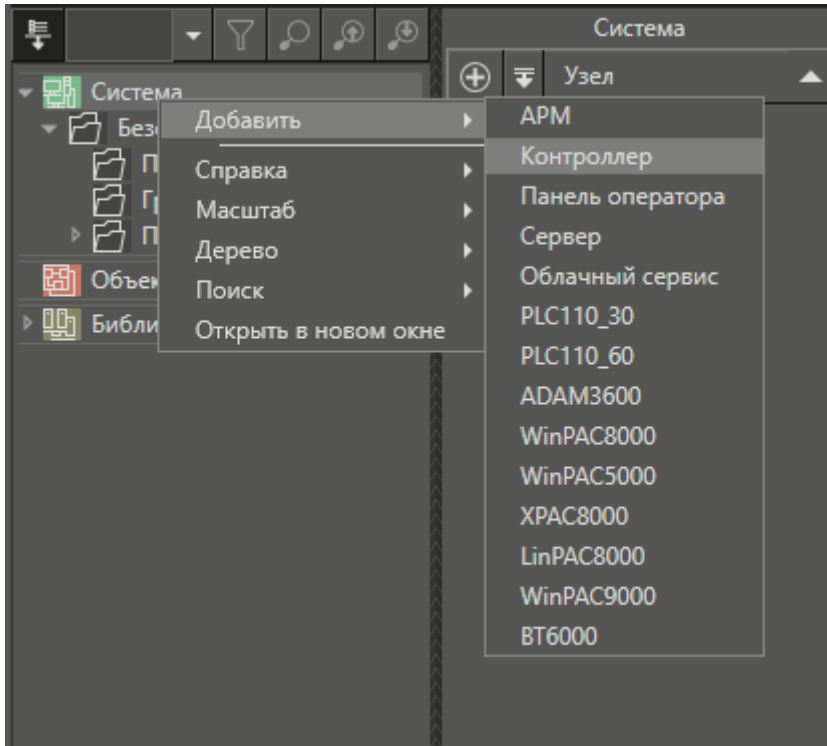 Система
Узел
Система
Добавить
Справка
Масштаб
Дерево
Поиск
Открыть в новом окне
АРМ
Контроллер
Панель оператора
Сервер
Облачный сервис
PLC110_30
PLC110_60
ADAM3600
WinPAC8000
WinPAC5000
XPAC8000
LinPAC8000
WinPAC9000
BT6000